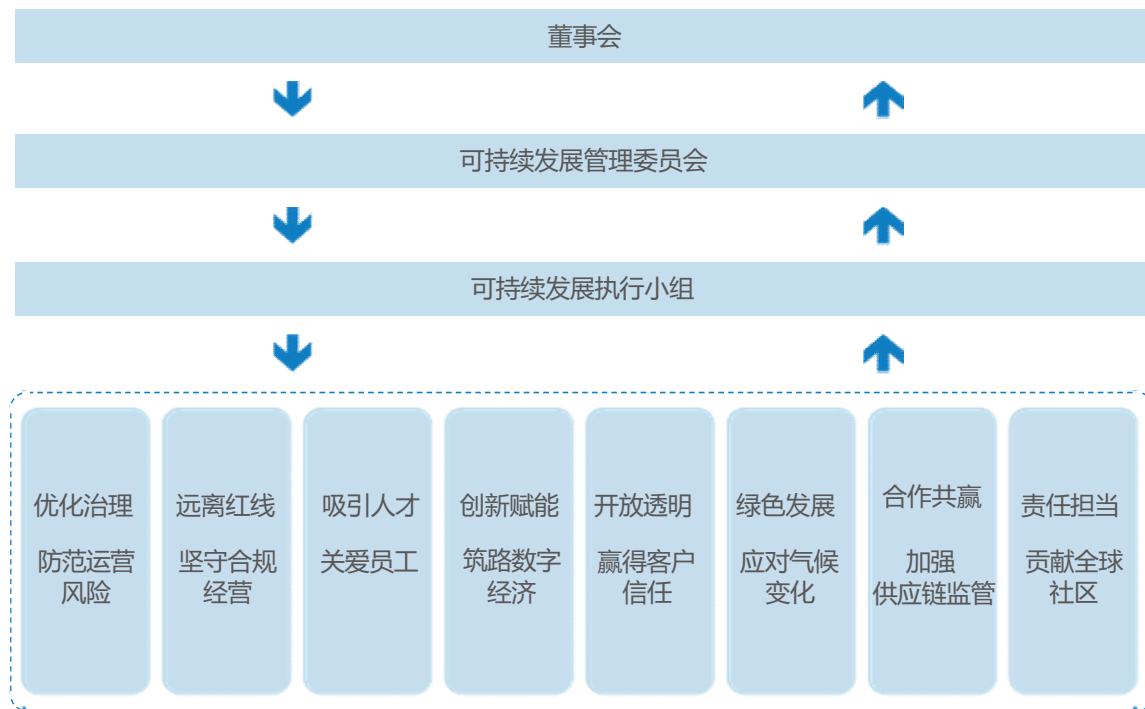 董事会
可持续发展管理委员会
可持续发展执行小组
优化治理
防范运营
风险
远离红线
坚守合规
经营
吸引人才
关爱员工
创新赋能
筑路数字
经济
开放透明
赢得客户
信任
绿色发展
应对气候
变化
合作共赢
加强
供应链监管
责任担当
贡献全球
社区